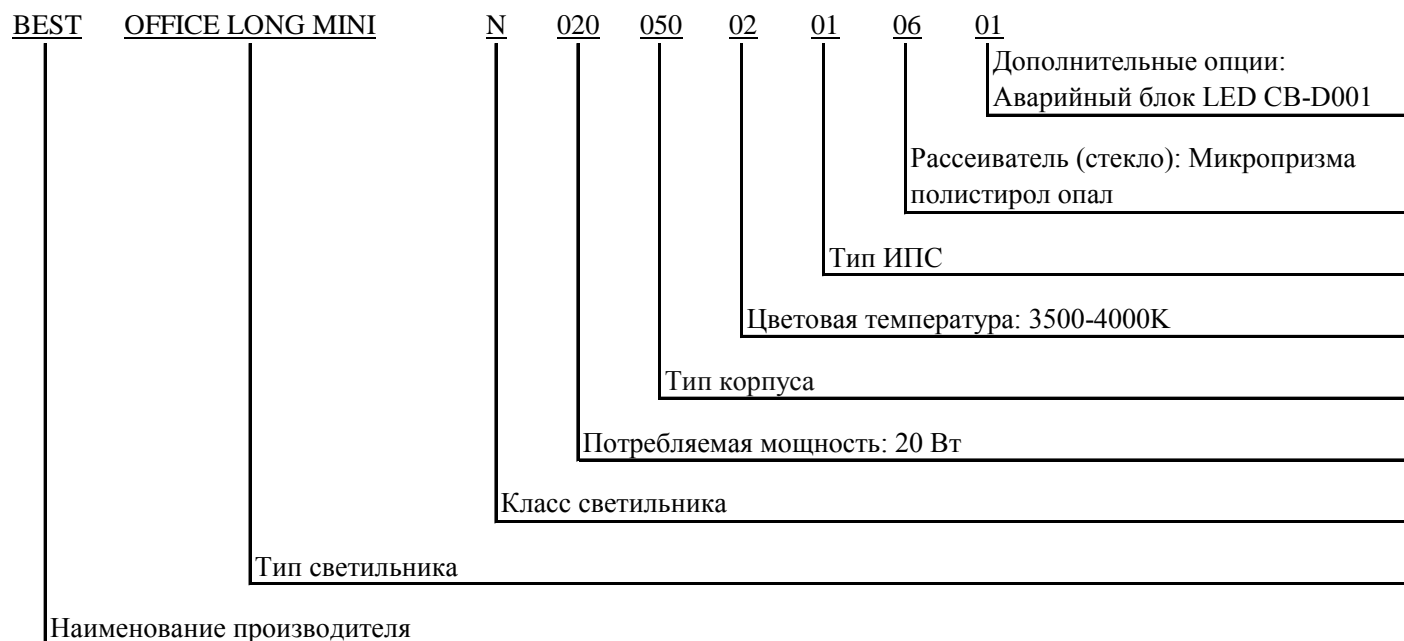 BEST OFFICE LONG MINI N 020 050 02 01 06 01
Дополнительные опции:
Аварийный блок LED CB-D001
Рассеиватель (стекло): Микропризма
полистирол опал
Тип ИПС
Цветовая температура: 3500-4000K
Тип корпуса
Потребляемая мощность: 20 Вт
Класс светильника
Тип светильника
Наименование производителя